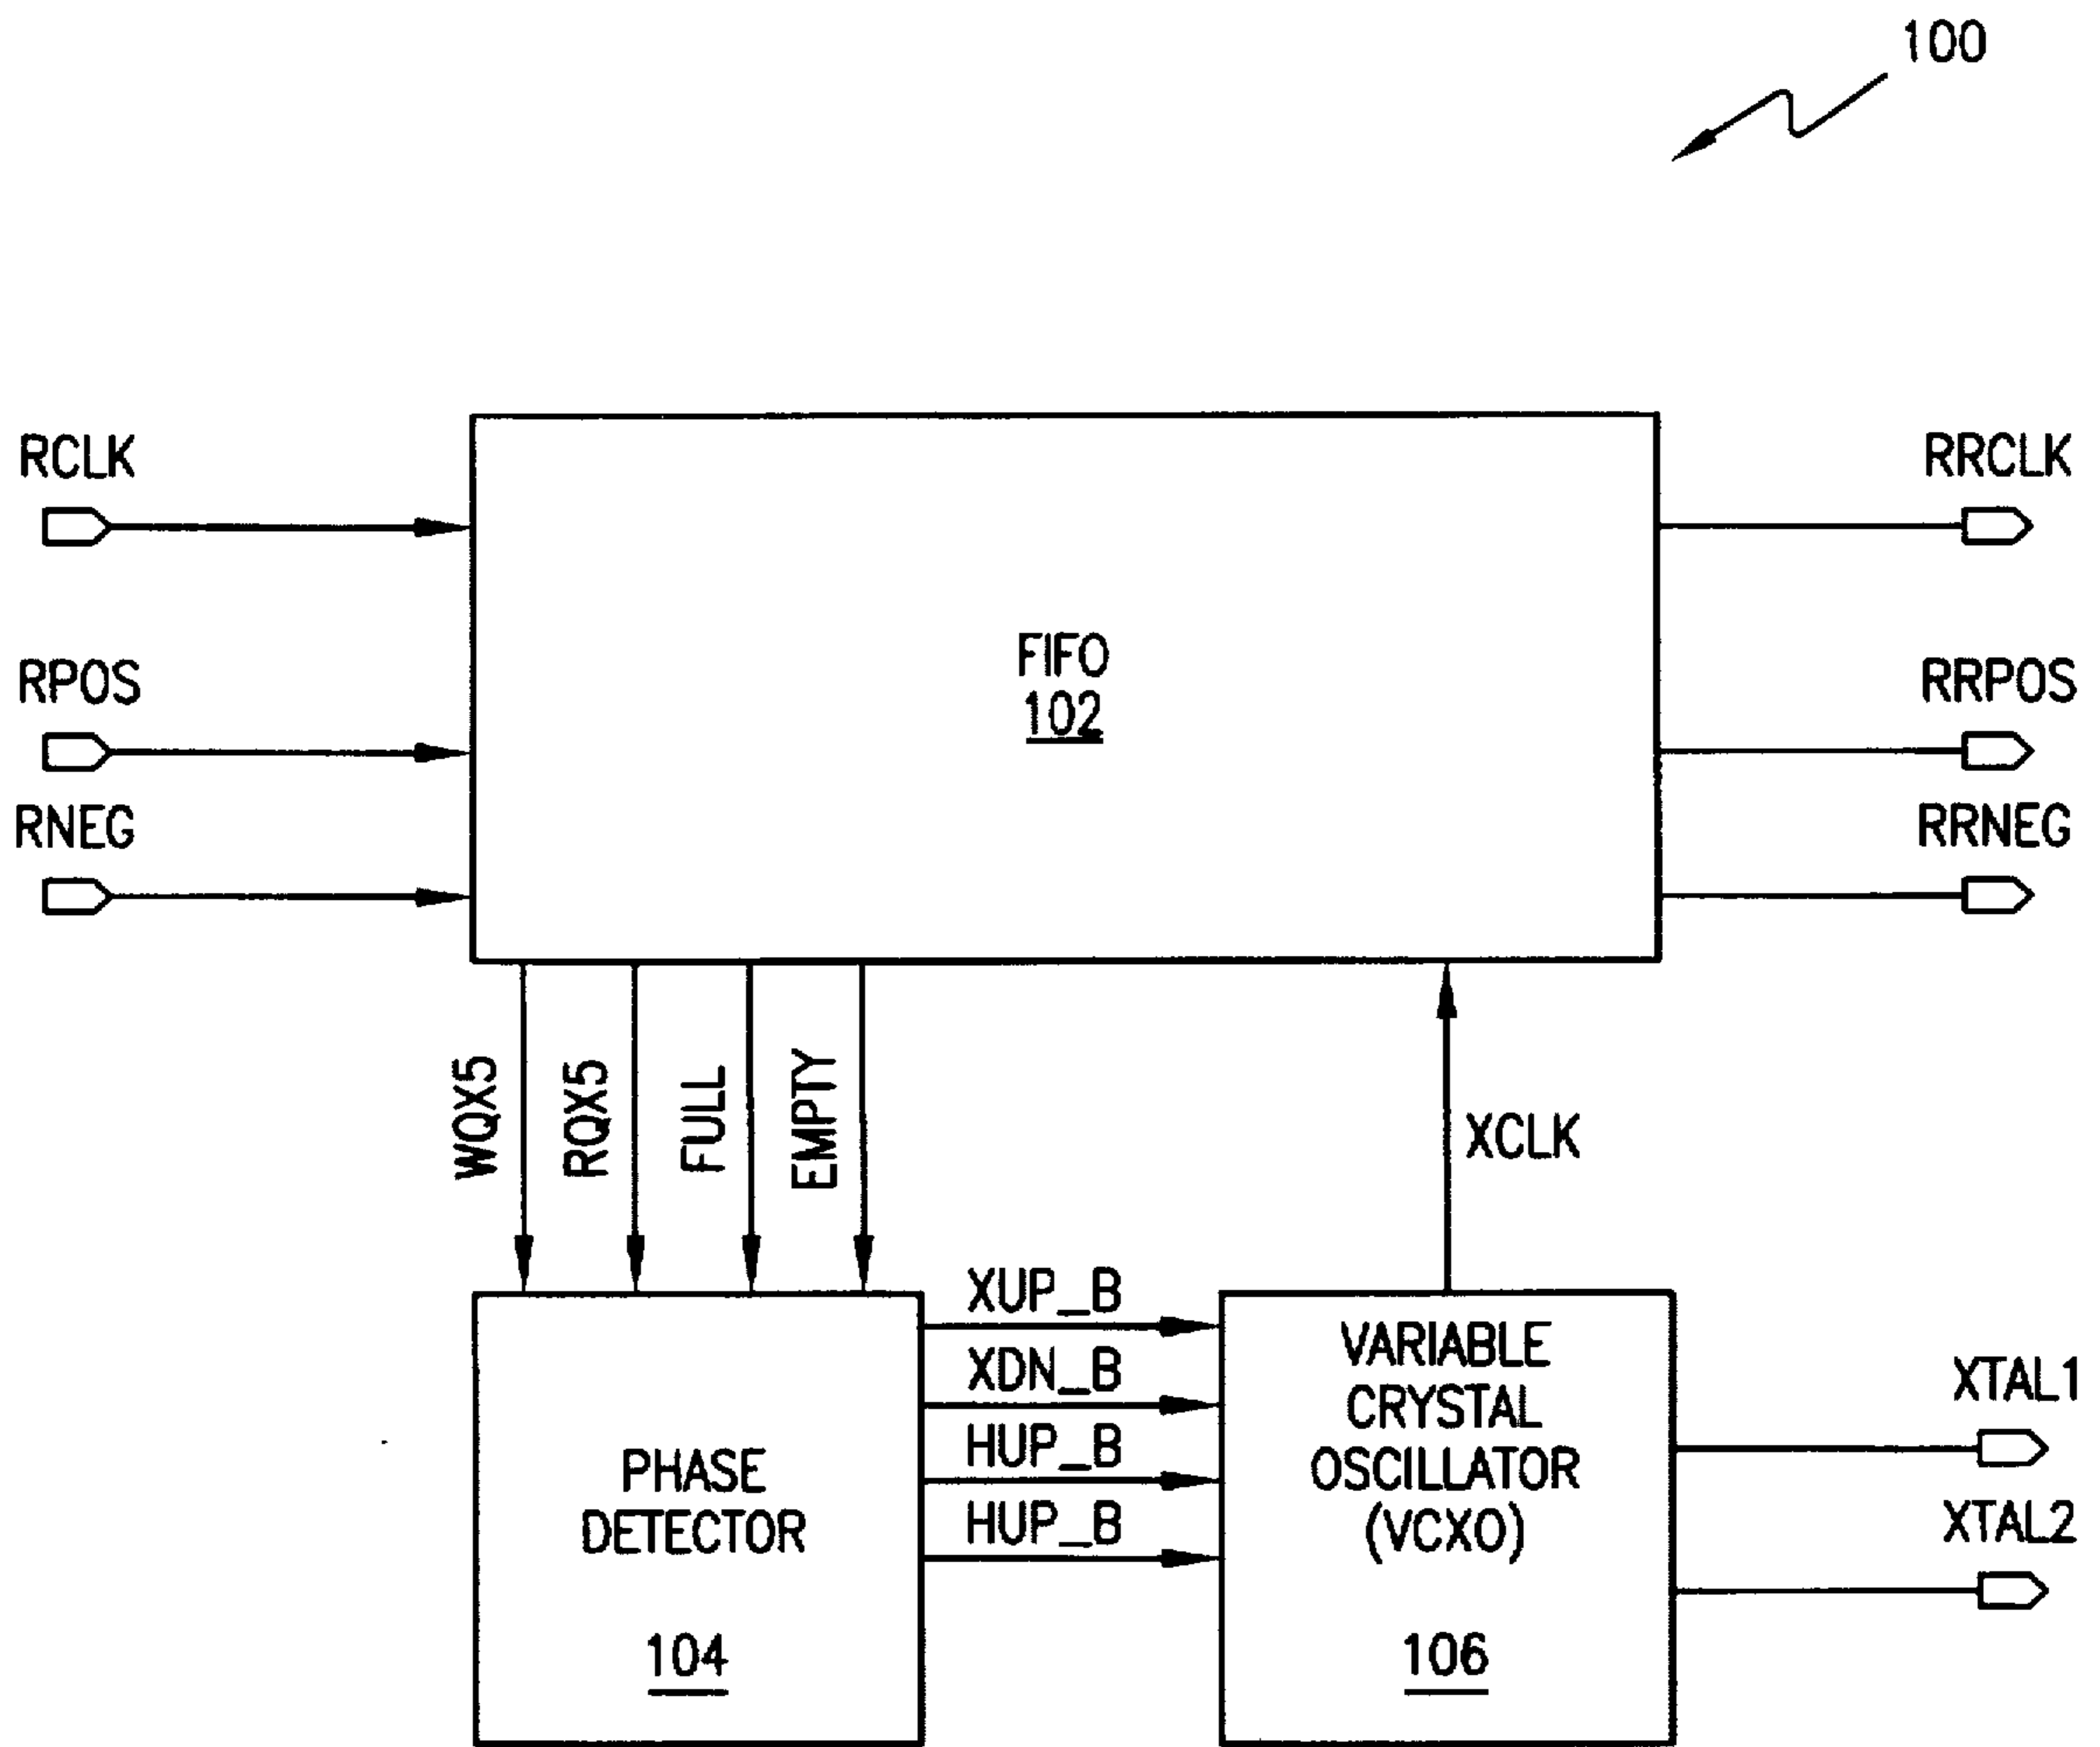 100
RCLK
RRCLK
FIFO
102
RPOS
RRPOS
RNEG
RRNEG
WQX5
RQX5
FULL
EMPTY
XCLK
XUP_B
XDN_B
HUP_B
HUP_B
PHASE
DETECTOR
104
VARIABLE
CRYSTAL
OSCILLATOR
(VCXO)
106
XTAL1
XTAL2